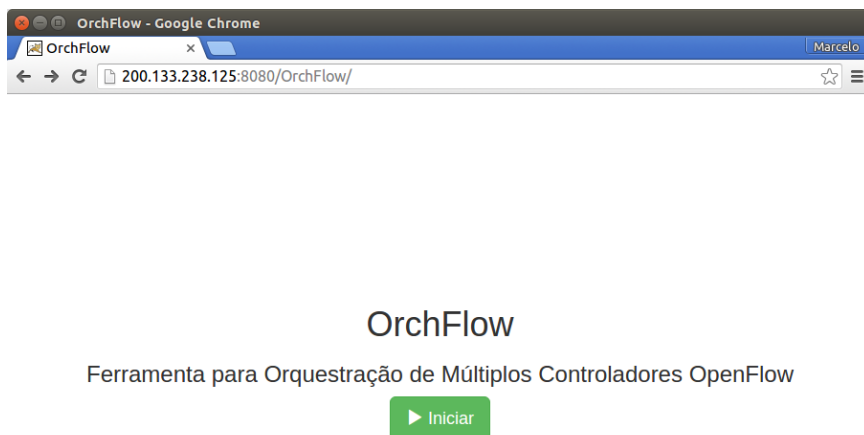 OrchFlow - Google Chrome
OrchFlow
Marcelo
200.133.238.125:8080/OrchFlow/
OrchFlow
Ferramenta para Orquestração de Múltiplos Controladores OpenFlow
Iniciar